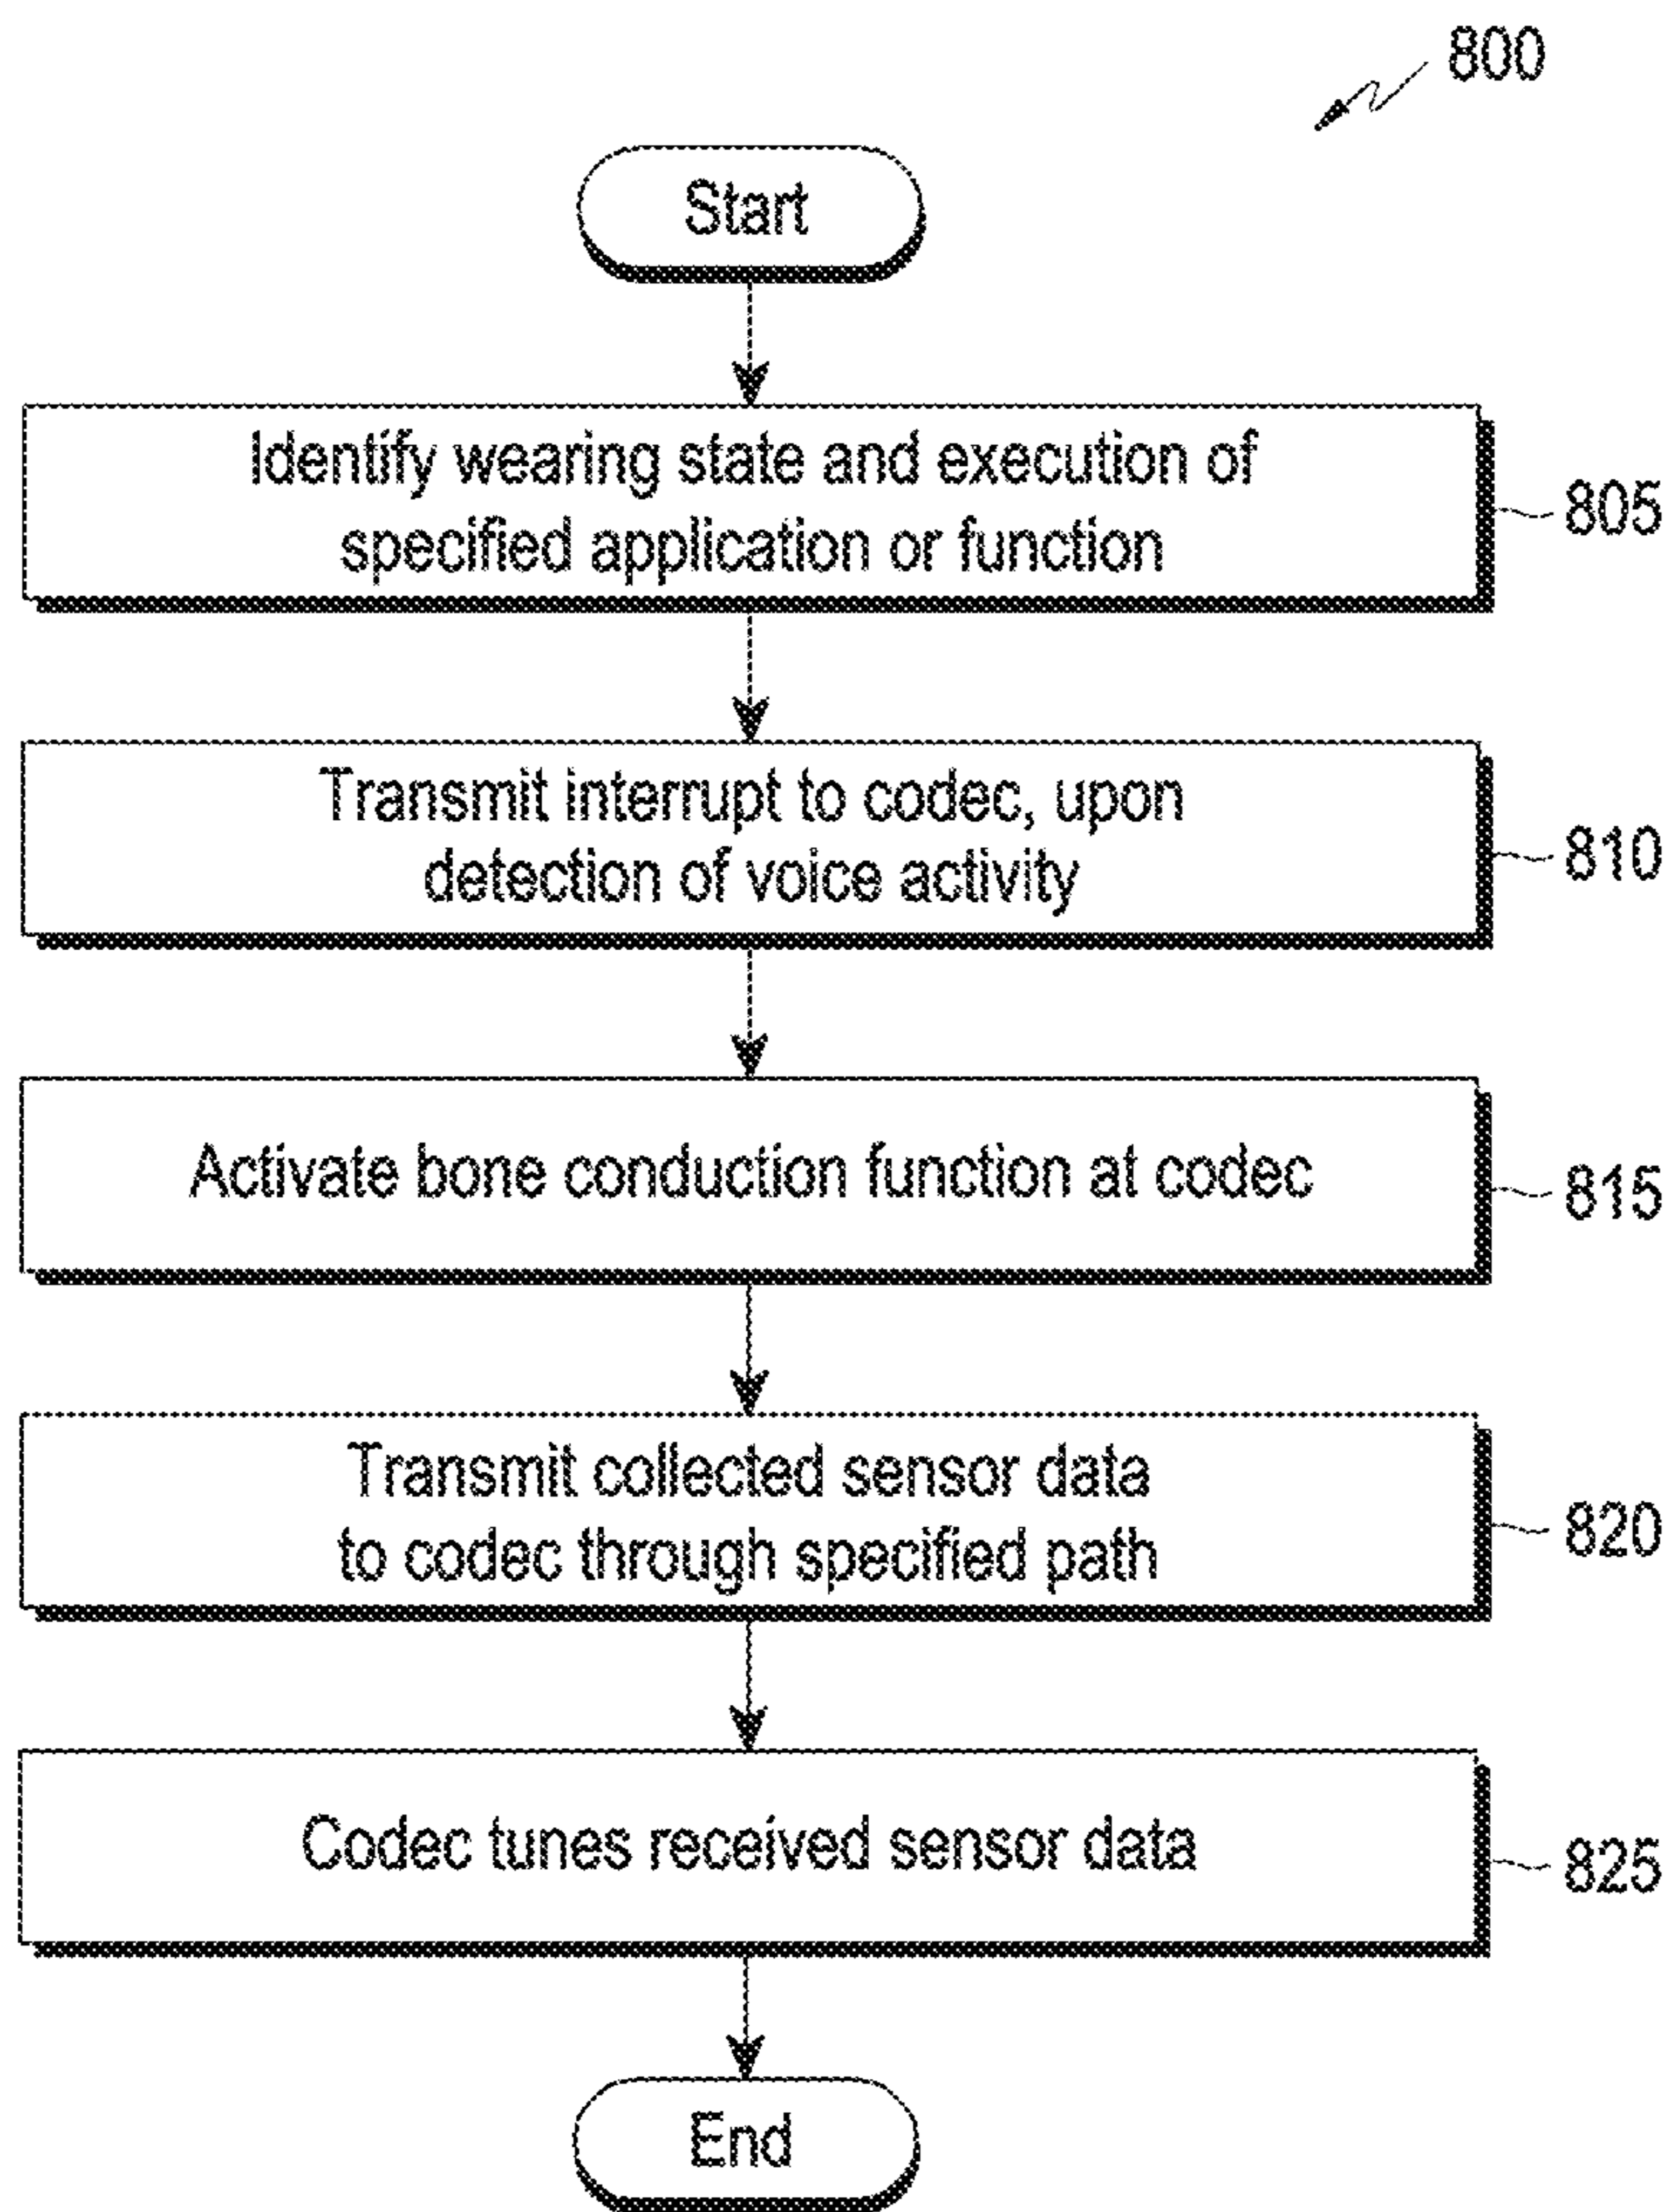 800
Start
Identify wearing state and execution of
specified application or function
805
Transmit interrupt to codec, upon
detection of voice activity
810
Activate bone conduction function at codec
815
Transmit collected sensor data
to codec through specified path
820
Codec tunes received sensor data
825
End